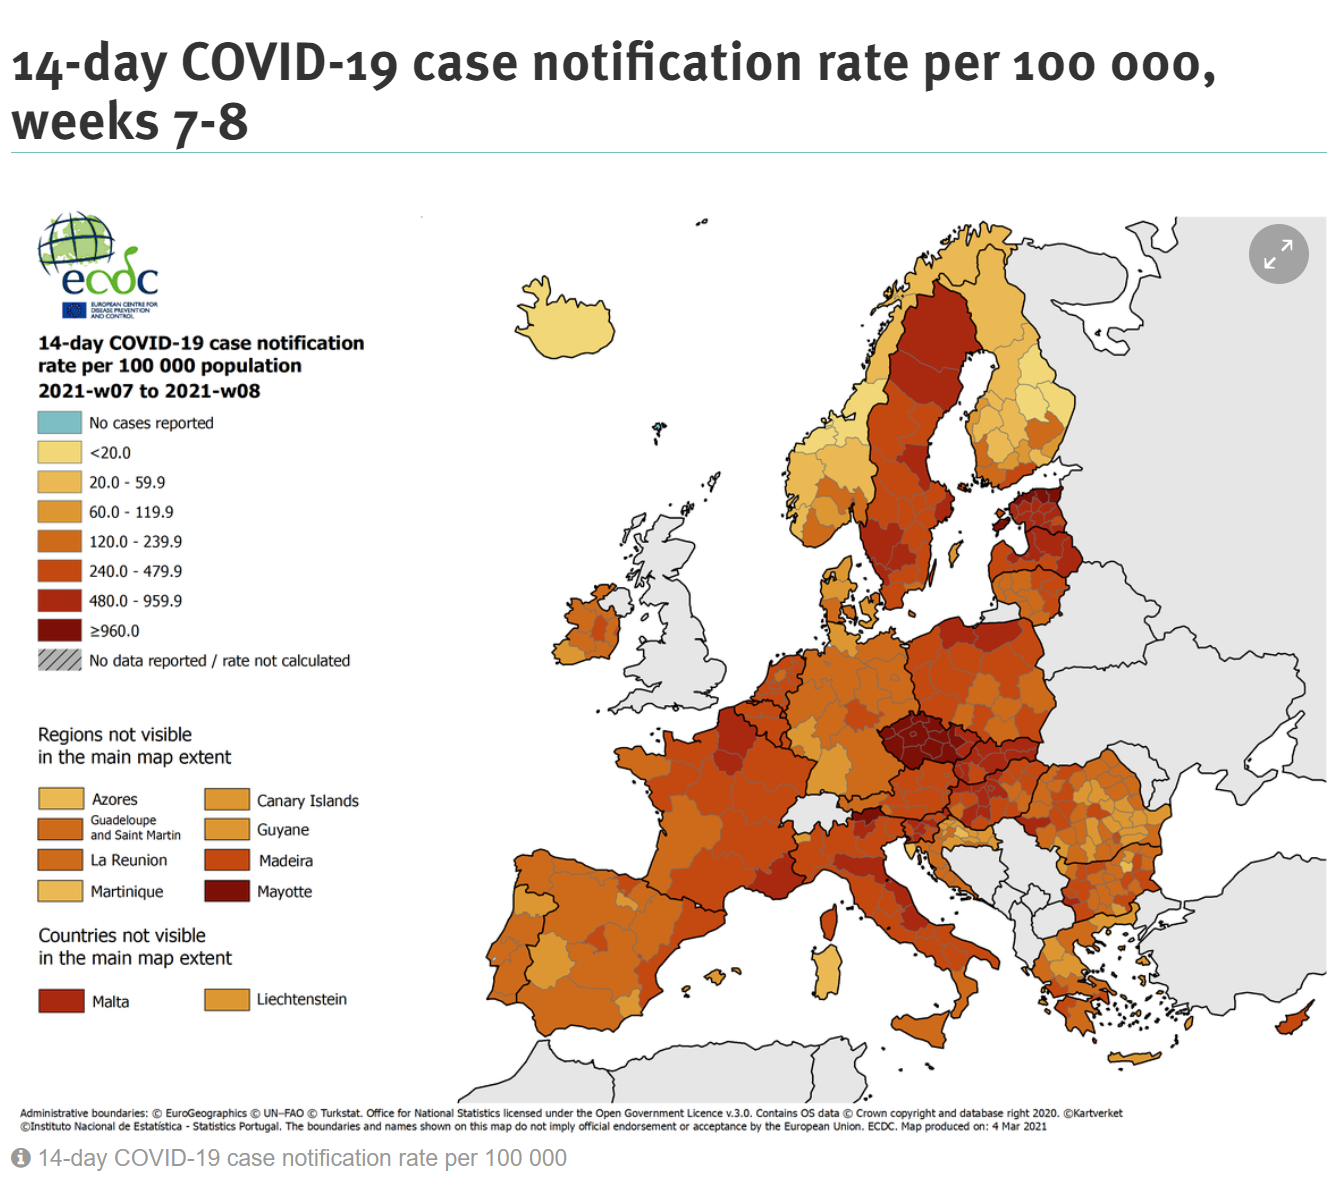 14-day COVID-19 case notification rate per 100 000,
weeks 7-8
ecdc
EUROPEAN CENTRE FOR
DISEASE PREVENTION
AND CONTROL
14-day COVID-19 case notification
rate per 100 000 population
2021-w07 to 2021-w08
No cases reported
<20.0
20.0 - 59.9
60.0 - 119.9
120.0 - 239.9
240.0 - 479.9
480.0 - 959.9
≥960.0
No data reported / rate not calculated
Regions not visible
in the main map extent
Azores
Canary Islands
Guadeloupe
and Saint Martin
Guyane
La Reunion
Madeira
Martinique
Mayotte
Countries not visible
in the main map extent
Malta
Liechtenstein
Administrative boundaries: © EuroGeographics © UN–FAO © Turkstat. Office for National Statistics licensed under the Open Government Licence v.3.0. Contains OS data © Crown copyright and database right 2020. ©Kartverket
©Instituto Nacional de Estatística - Statistics Portugal. The boundaries and names shown on this map do not imply official endorsement or acceptance by the European Union. ECDC. Map produced on: 4 Mar 2021
14-day COVID-19 case notification rate per 100 000